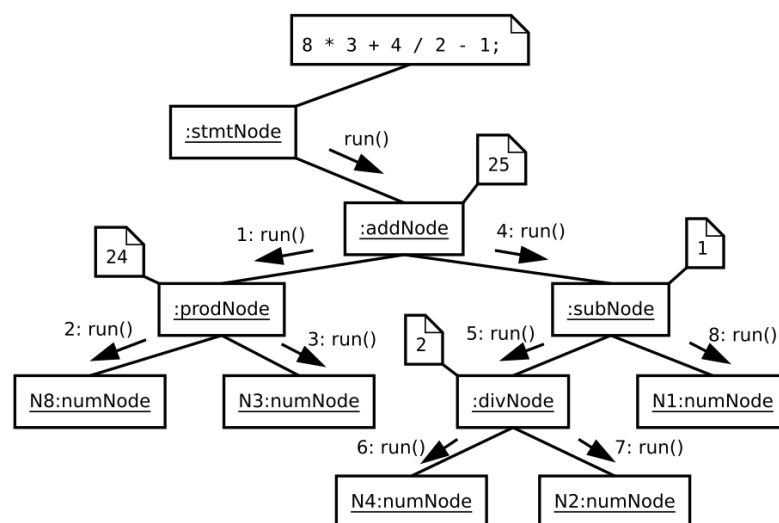 8 * 3 + 4 / 2 - 1;
:stmtNode
run()
25
:addNode
1: run()
4: run()
24
1
:prodNode
:subNode
2: run()
3: run()
2
5: run()
8: run()
N8:numNode
N3:numNode
:divNode
N1:numNode
6: run()
7: run()
N4:numNode
N2:numNode